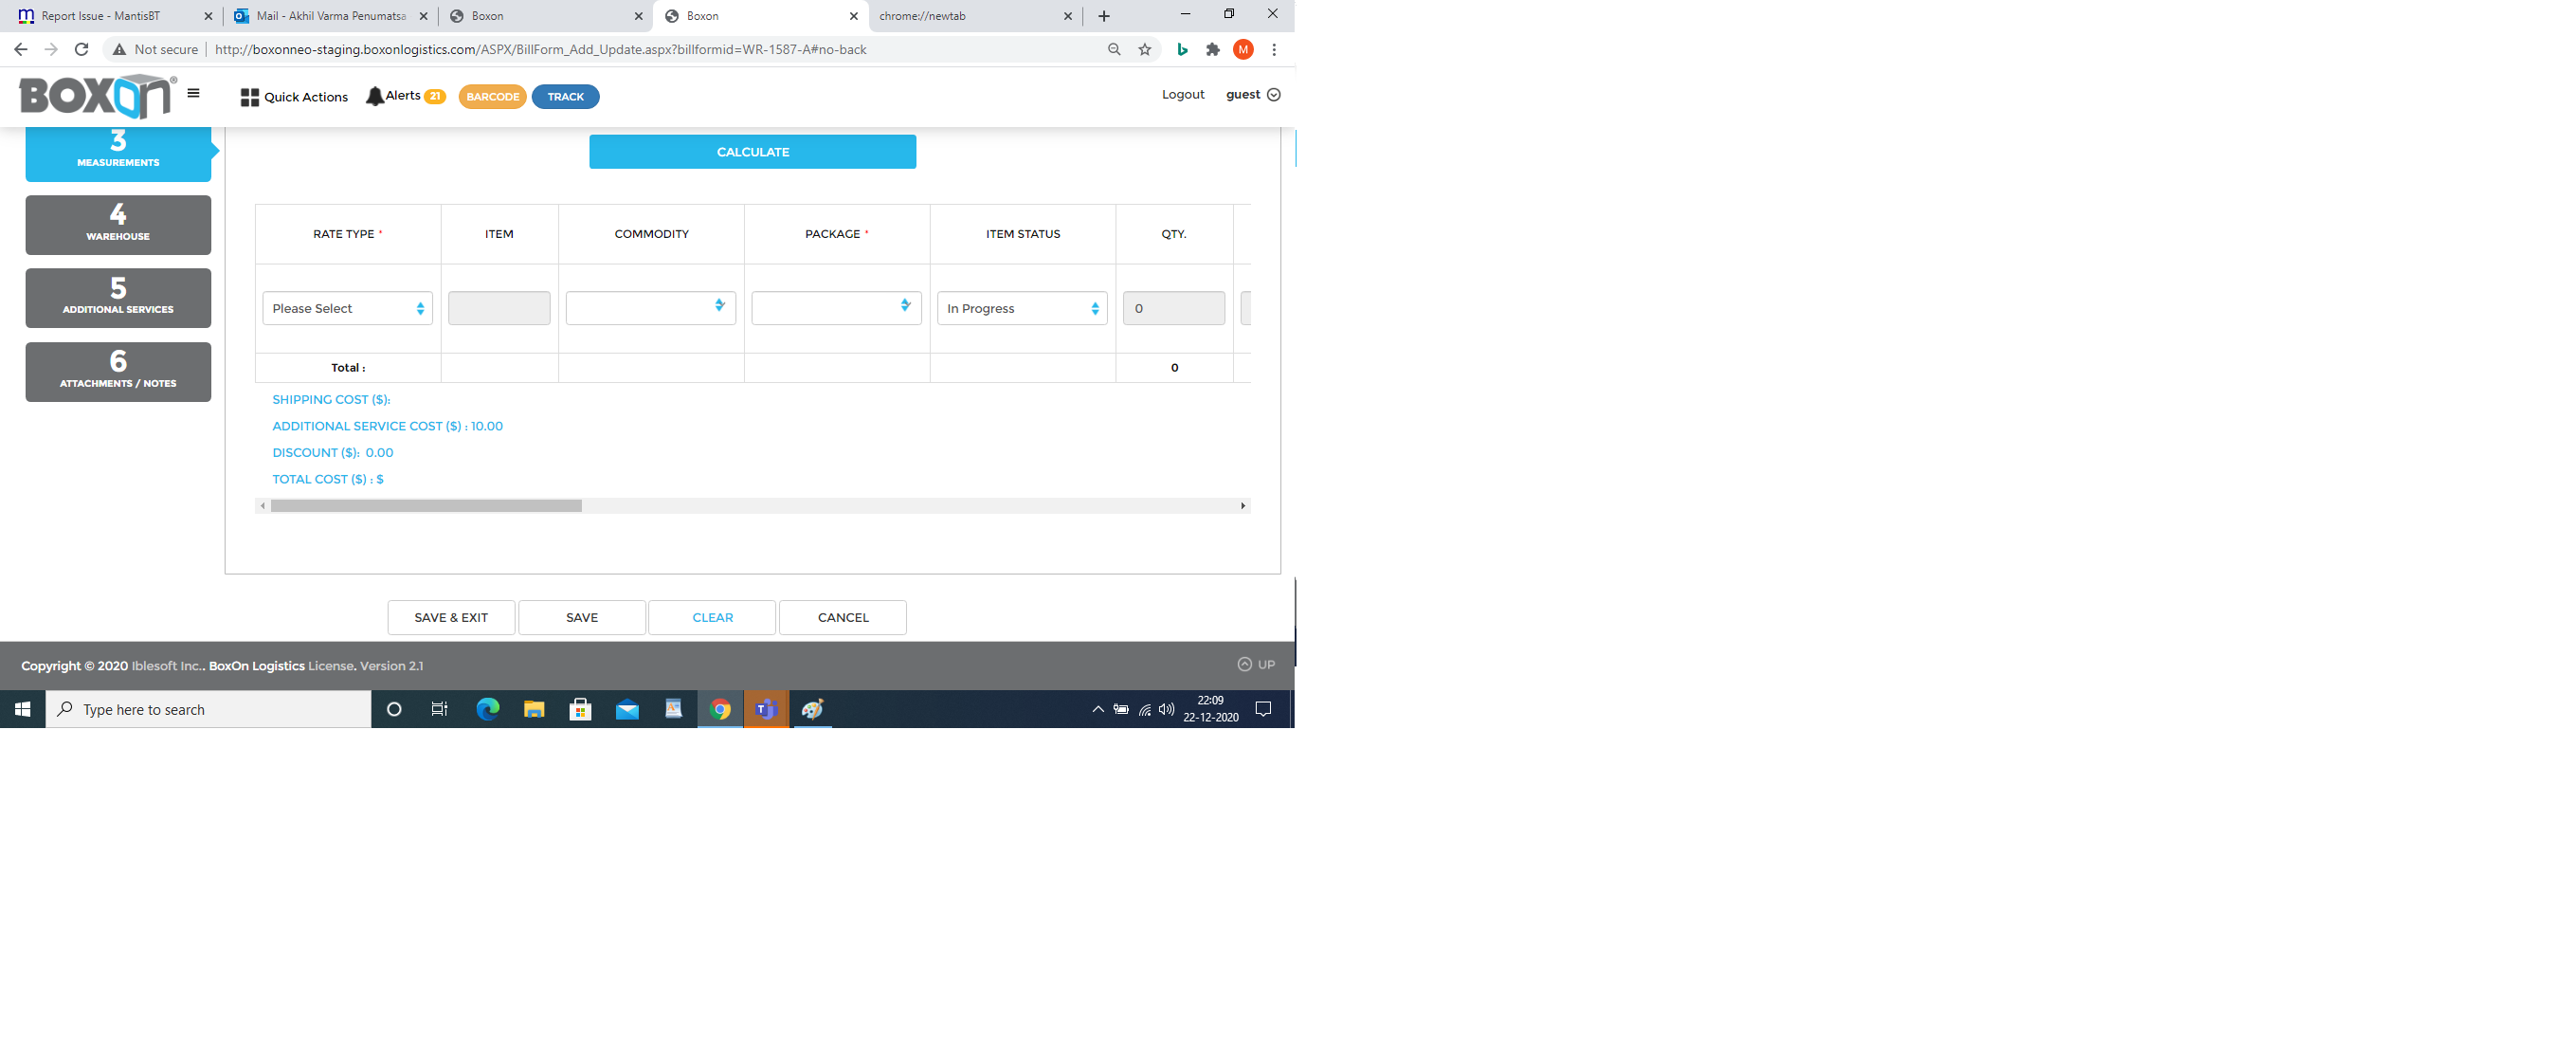 Report Issue - MantisBT
Mail - Akhil Varma Penumatsa
Boxon
Boxon
chrome://newtab
Not secure http://boxonneo-staging.boxonlogistics.com/ASPX/BillForm_Add_Update.aspx?billformid=WR-1587-A#no-back
M
BOXOn®
Quick Actions
Alerts 21
BARCODE
TRACK
Logout
guest
3
MEASUREMENTS
CALCULATE
4
WAREHOUSE
5
ADDITIONAL SERVICES
6
ATTACHMENTS / NOTES
RATE TYPE * ITEM COMMODITY PACKAGE * ITEM STATUS QTY.
Please Select In Progress 0
Total : 0
SHIPPING COST ($):
ADDITIONAL SERVICE COST ($) : 10.00
DISCOUNT ($): 0.00
TOTAL COST ($) : $
SAVE & EXIT SAVE CLEAR CANCEL
Copyright © 2020 Iblesoft Inc.. BoxOn Logistics License. Version 2.1
UP
Type here to search
22:09
22-12-2020